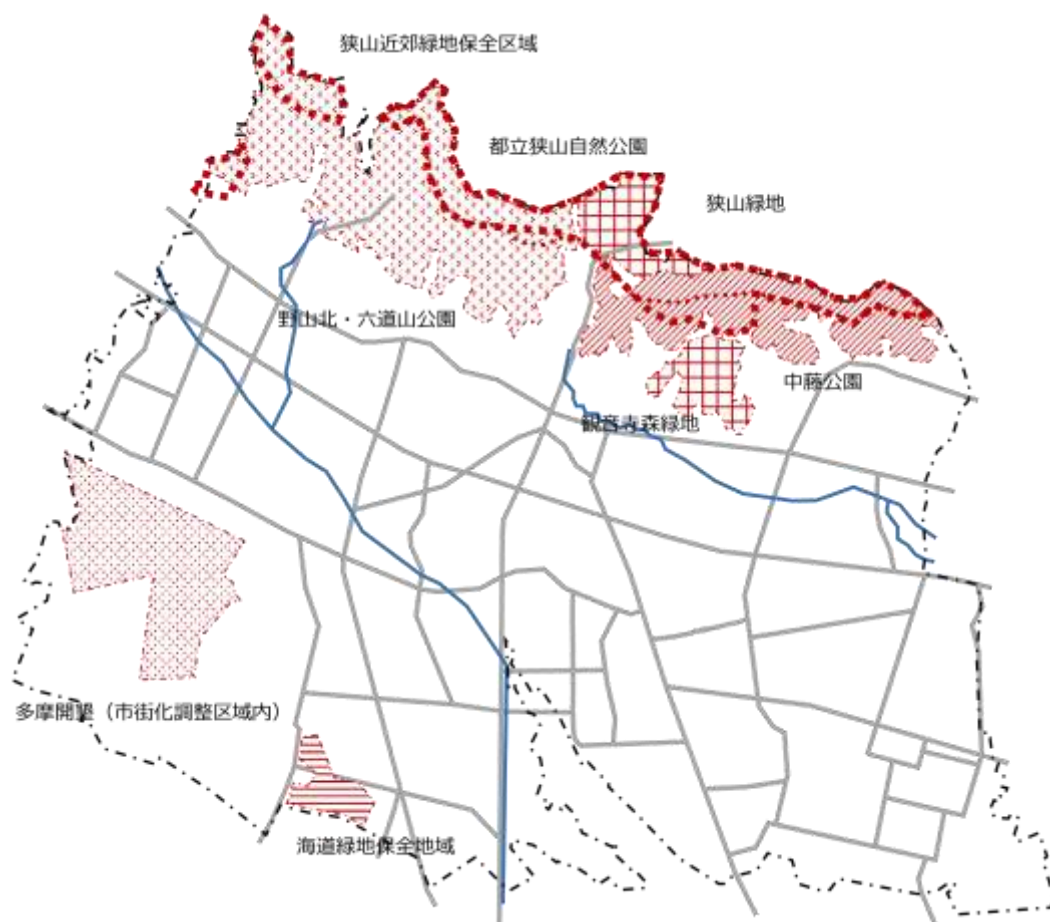 狭山近郊緑地保全区域
都立狭山自然公園
狭山緑地
野山北・六道山公園
中藤公園
観音寺森緑地
多摩開墾（市街化調整区域内）
海道緑地保全地域